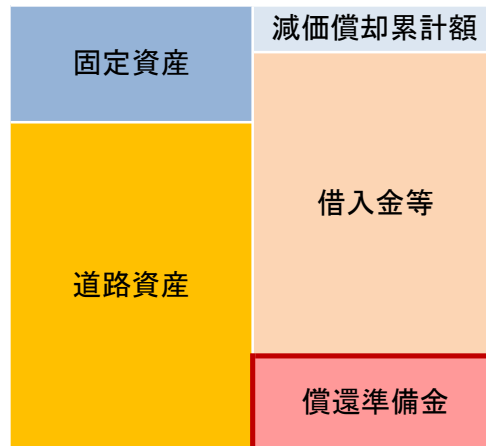 固定資産
道路資産
減価償却累計額
借入金等
償還準備金